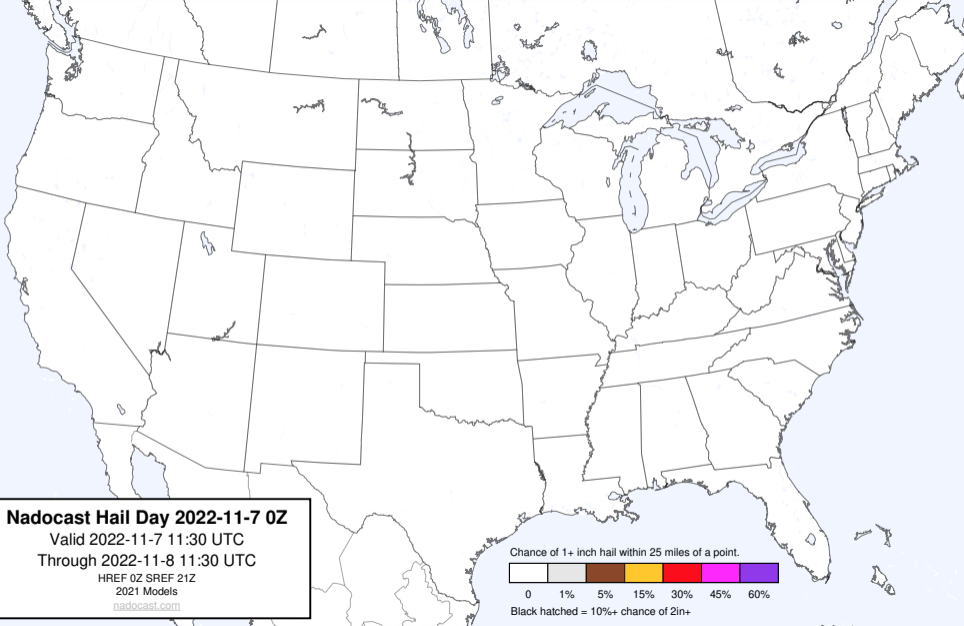 Nadocast Hail Day 2022-11-7 0Z
Valid 2022-11-7 11:30 UTC
Through 2022-11-8 11:30 UTC
HREF 0Z SREF 21Z
2021 Models
nadocast.com
Chance of 1+ inch hail within 25 miles of a point.
0 1% 5% 15% 30% 45% 60%
Black hatched = 10%+ chance of 2in+